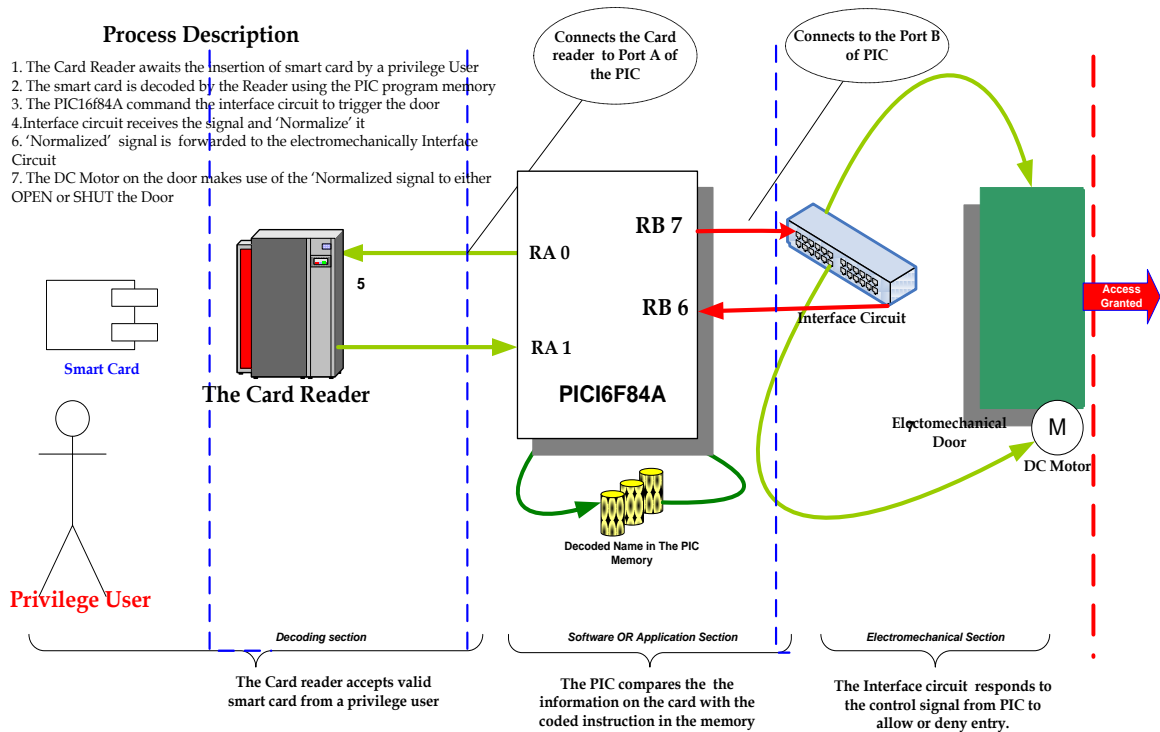 Process Description
1. The Card Reader awaits the insertion of smart card by a privilege User
2. The smart card is decoded by the Reader using the PIC program memory
3. The PIC16f84A command the interface circuit to trigger the door
4.Interface circuit receives the signal and ‘Normalize’ it
6. ‘Normalized’ signal is forwarded to the electromechanically Interface
Circuit
7. The DC Motor on the door makes use of the ‘Normalized signal to either
OPEN or SHUT the Door
Connects the Card
reader to Port A of
the PIC
Connects to the Port B
of PIC
RB 7
RA 0
5
RB 6
RA 1
PICI6F84A
Interface Circuit
Access
Granted
Smart Card
The Card Reader
Electomechanical
Door
7
M
DC Motor
Decoded Name in The PIC
Memory
Privilege User
Decoding section
Software OR Application Section
Electromechanical Section
The Card reader accepts valid
smart card from a privilege user
The PIC compares the the
information on the card with the
coded instruction in the memory
The Interface circuit responds to
the control signal from PIC to
allow or deny entry.